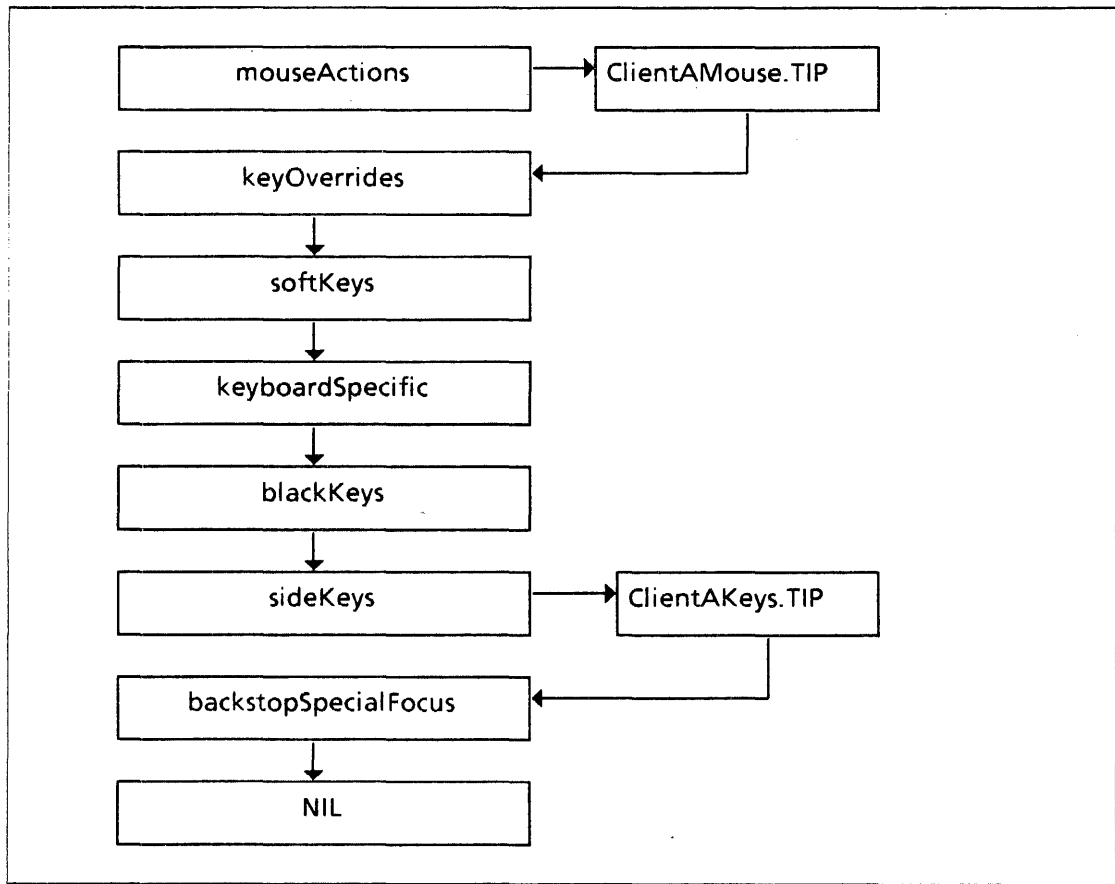 mouseActions
ClientAMouse.TIP
keyOverrides
softKeys
keyboardSpecific
blackKeys
sideKeys
ClientAKeys.TIP
backstopSpecialFocus
NIL